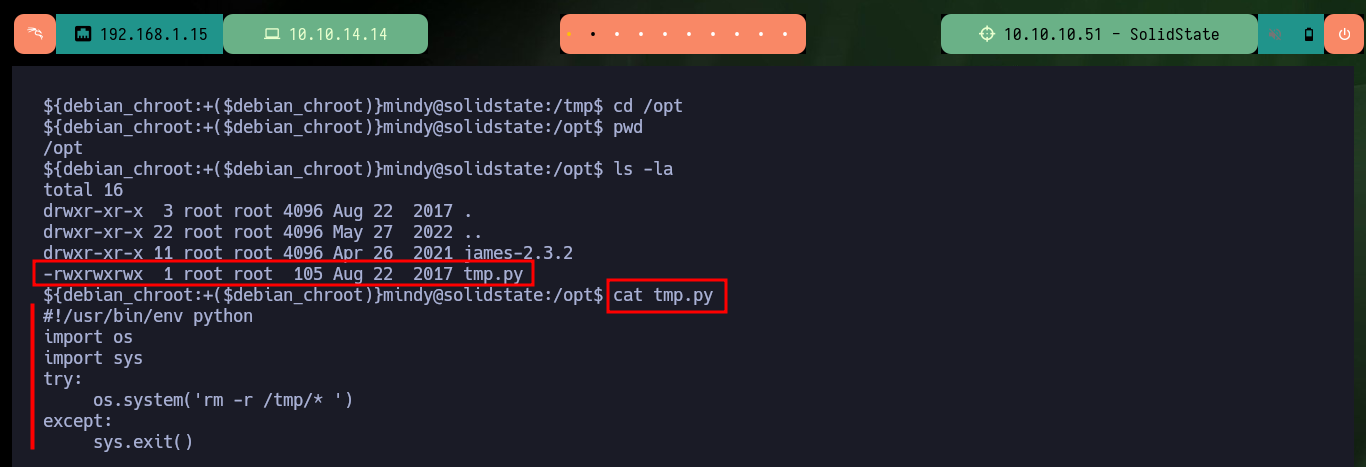 192.168.1.15 10.10.14.14 10.10.10.51 - SolidState
${debian_chroot:+($debian_chroot)}mindy@solidstate:/tmp$ cd /opt
${debian_chroot:+($debian_chroot)}mindy@solidstate:/opt$ pwd
/opt
${debian_chroot:+($debian_chroot)}mindy@solidstate:/opt$ ls -la
total 16
drwxr-xr-x  3 root root 4096 Aug 22  2017 .
drwxr-xr-x 22 root root 4096 May 27  2022 ..
drwxr-xr-x 11 root root 4096 Apr 26  2021 james-2.3.2
-rwxrwxrwx  1 root root  105 Aug 22  2017 tmp.py
${debian_chroot:+($debian_chroot)}mindy@solidstate:/opt$ cat tmp.py
#!/usr/bin/env python
import os
import sys
try:
     os.system('rm -r /tmp/* ')
except:
     sys.exit()